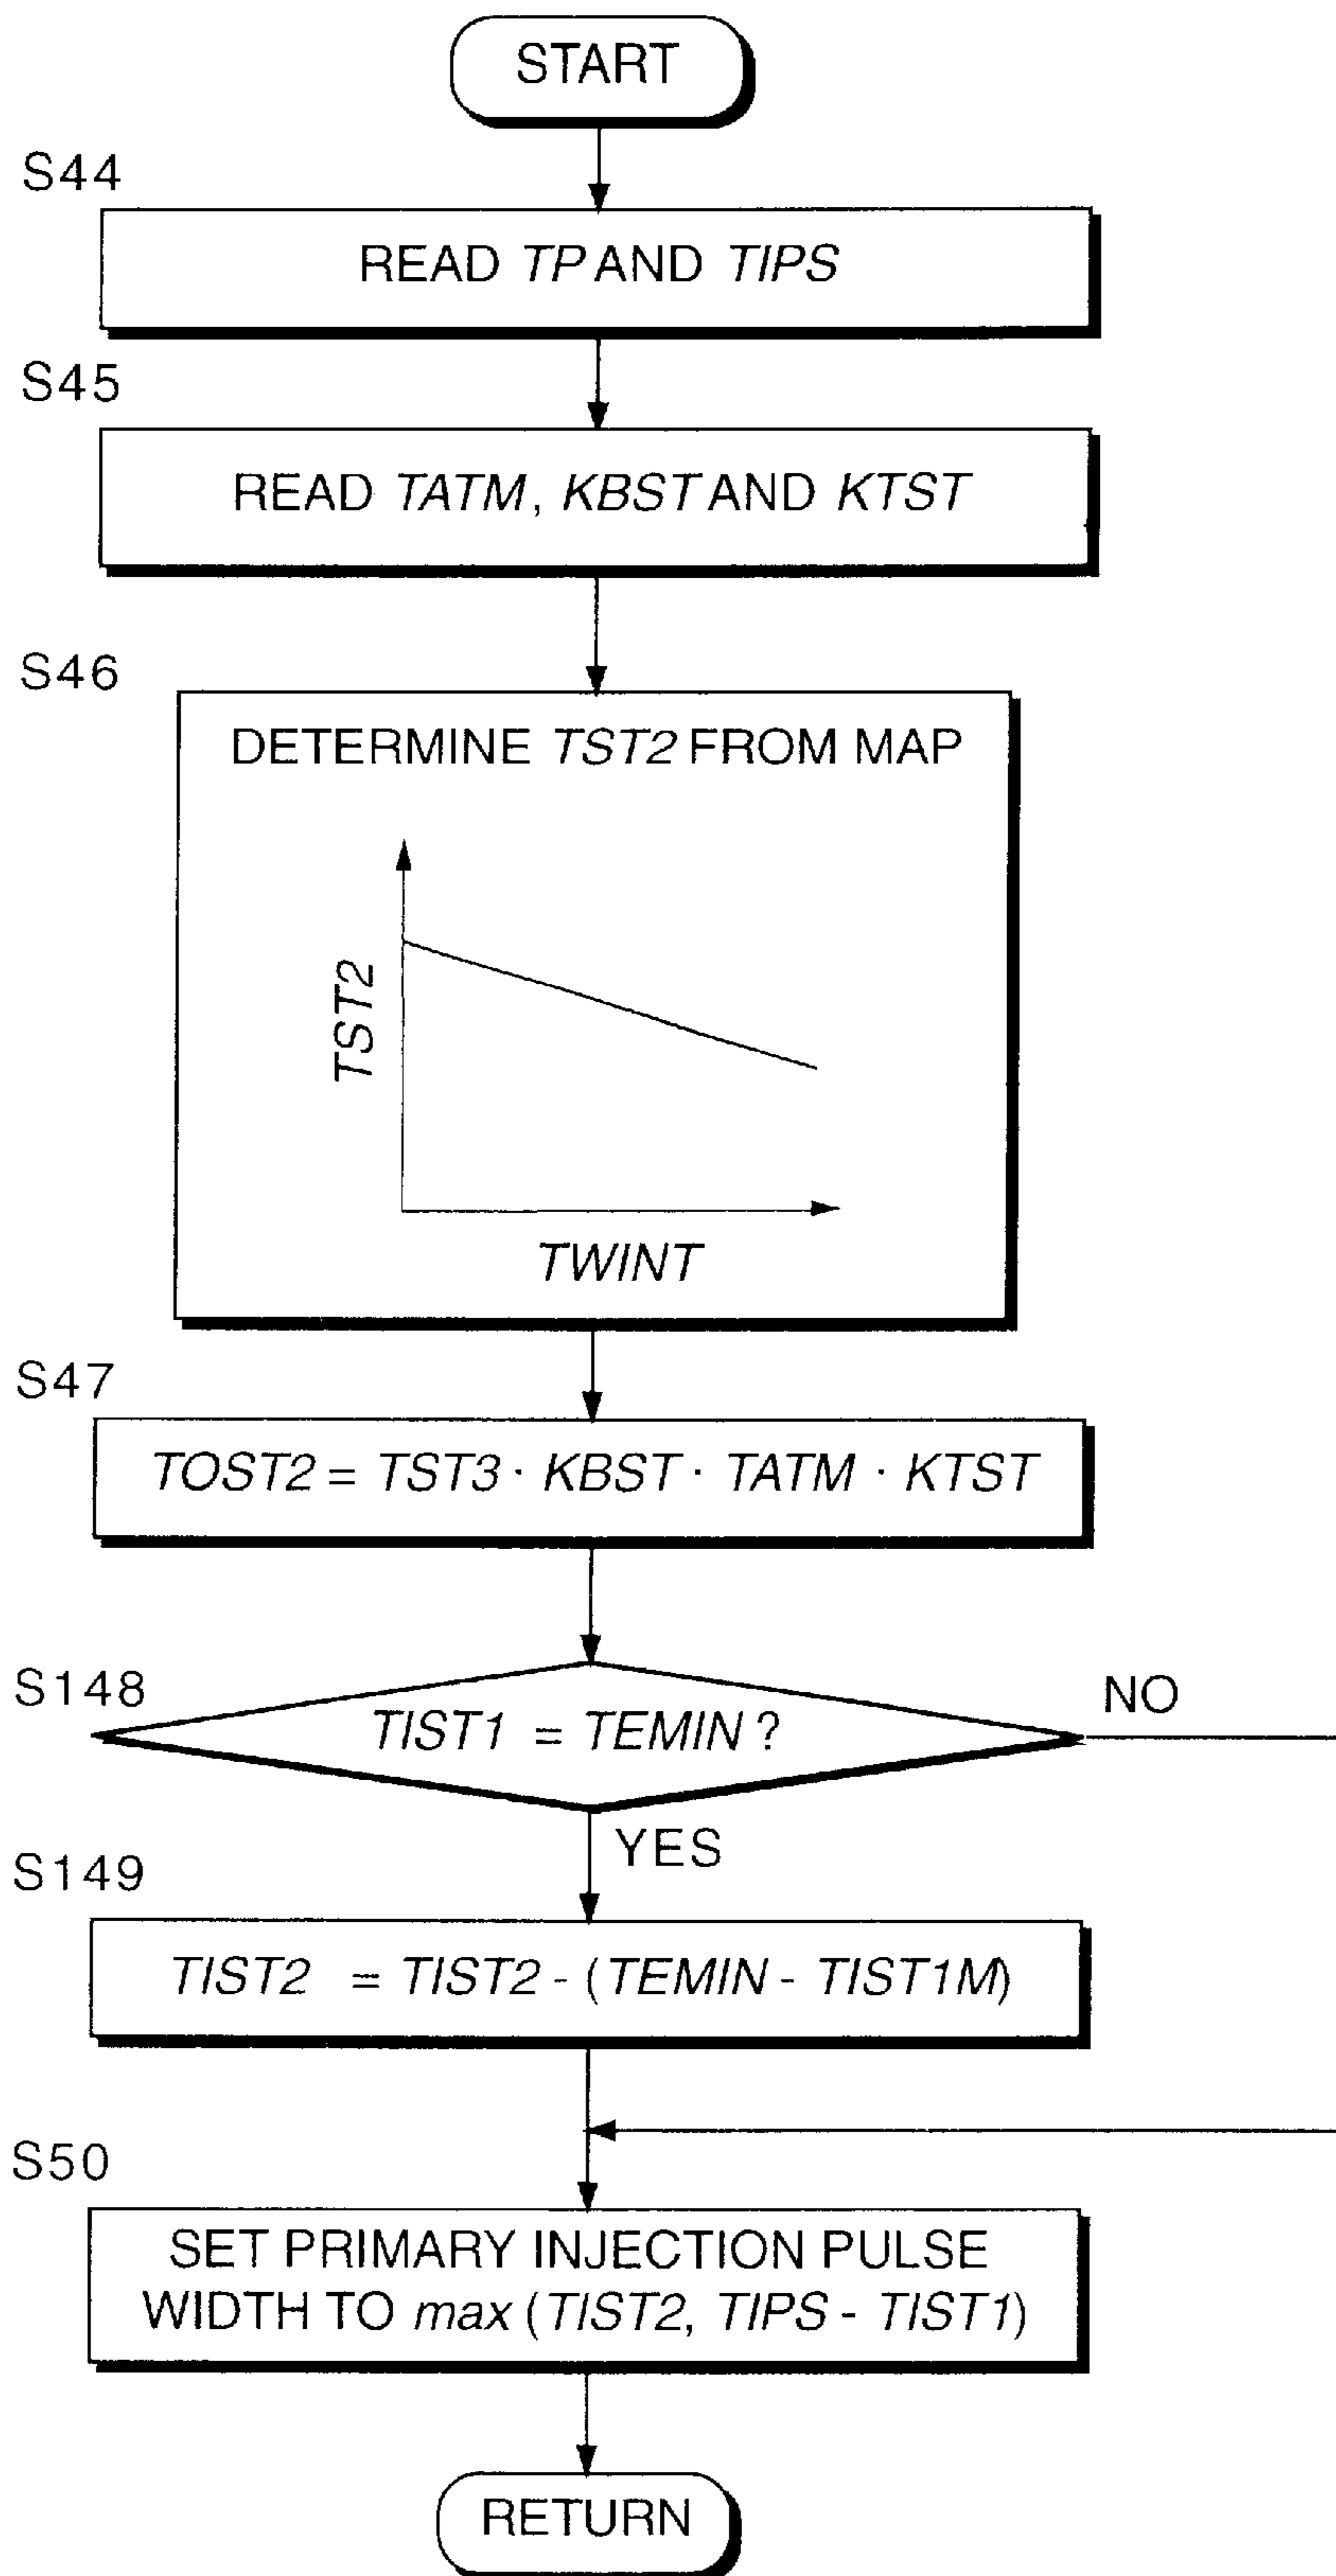 START
S44
READ TP AND TIPS
S45
READ TATM, KBST AND KTST
S46
DETERMINE TST2 FROM MAP
TST2
TWINT
S47
TOST2 = TST3 · KBST · TATM · KTST
S148
TIST1 = TEMIN ?
NO
YES
S149
TIST2 = TIST2 - (TEMIN - TIST1M)
S50
SET PRIMARY INJECTION PULSE
WIDTH TO max (TIST2, TIPS - TIST1)
RETURN